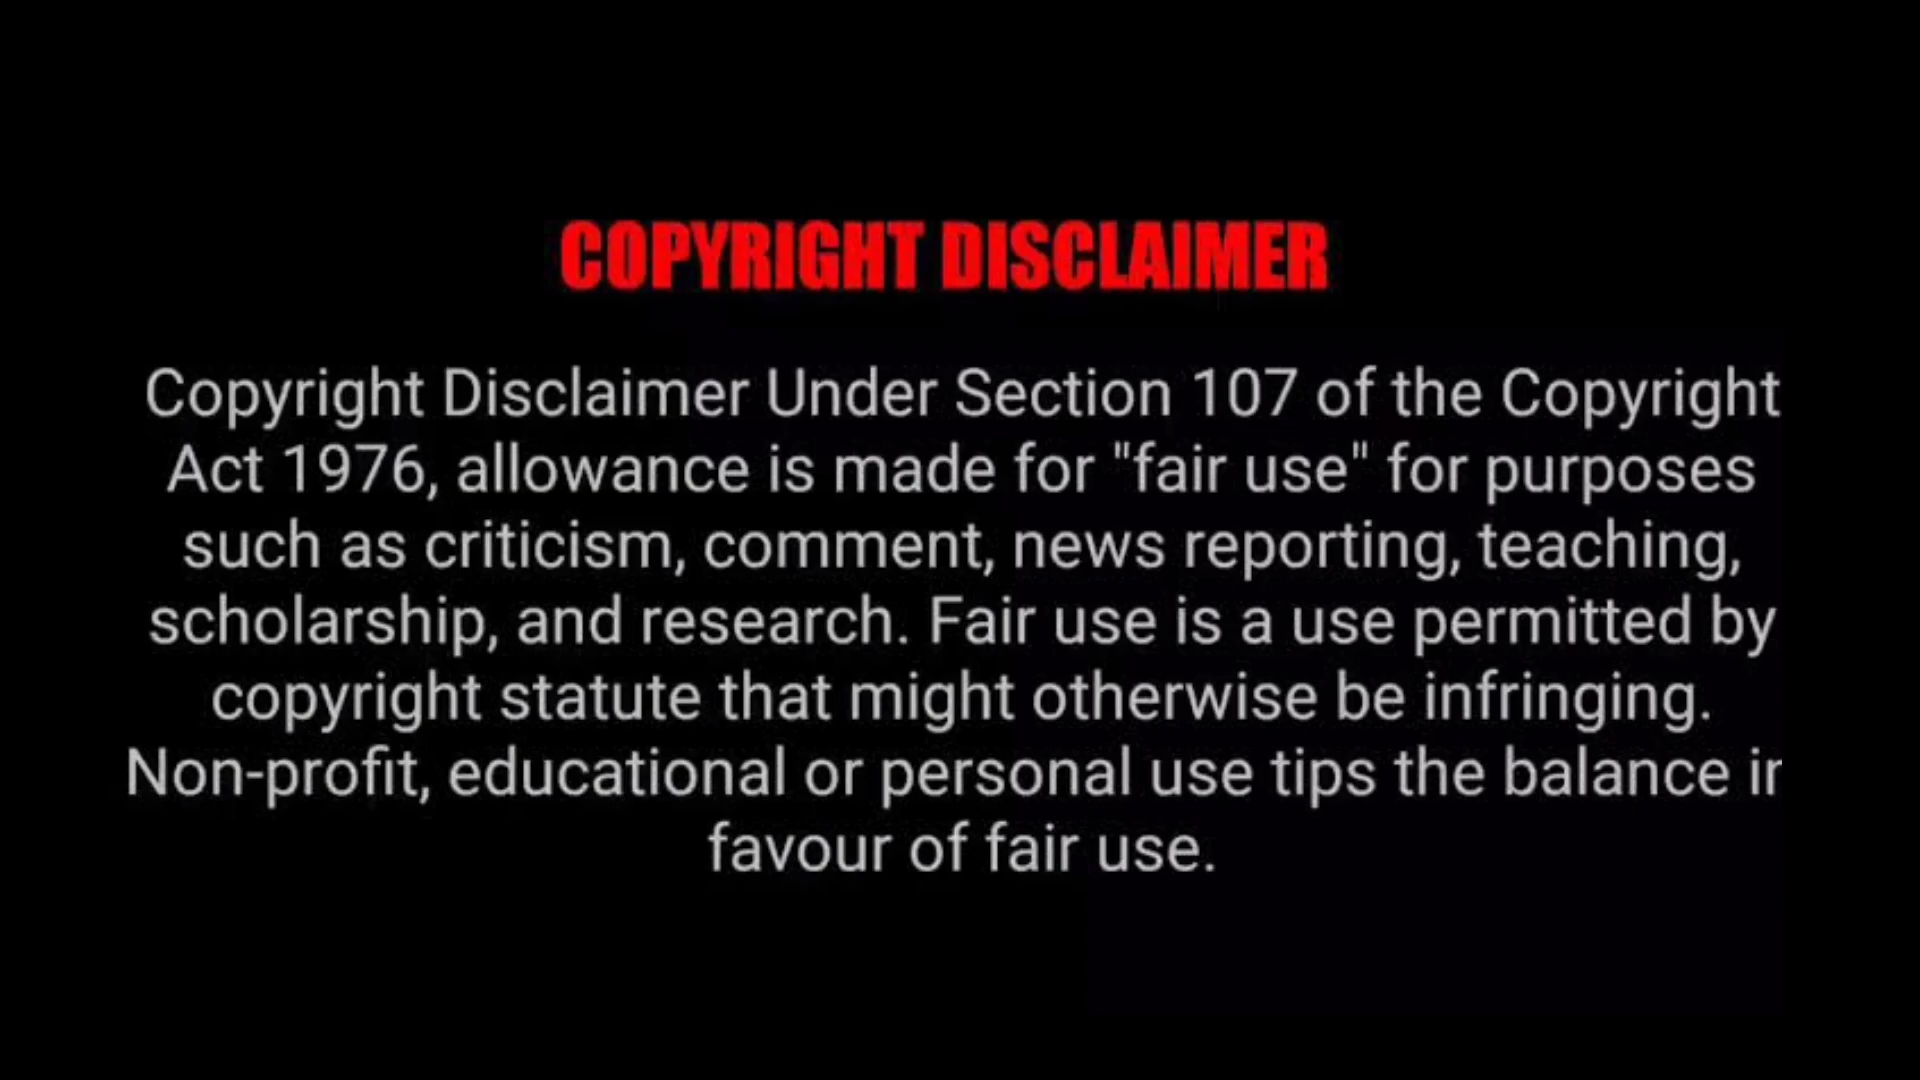 COPYRIGHT DISCLAIMER
Copyright Disclaimer Under Section 107 of the Copyright
Act 1976, allowance is made for "fair use" for purposes
such as criticism, comment, news reporting, teaching,
scholarship, and research. Fair use is a use permitted by
copyright statute that might otherwise be infringing.
Non-profit, educational or personal use tips the balance
favour of fair use.